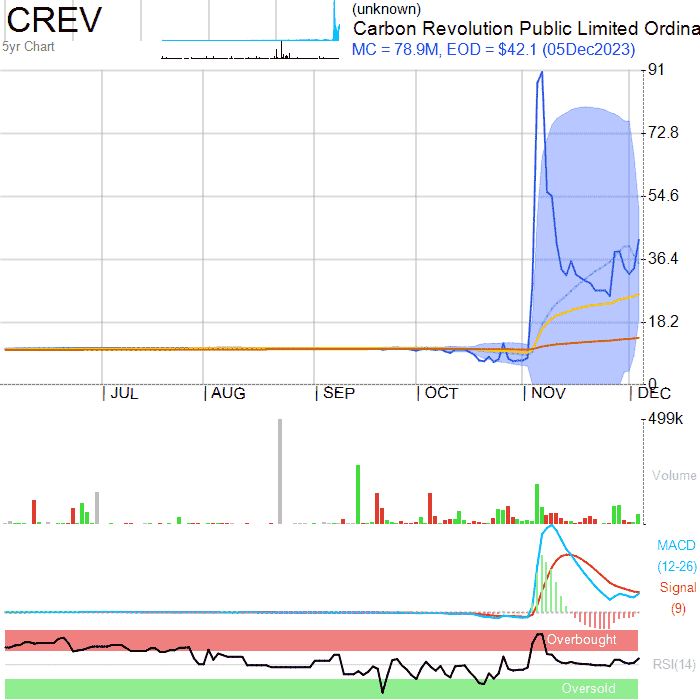 CREV
5yr Chart
(unknown)
Carbon Revolution Public Limited Ordina
MC = 78.9M, EOD = $42.1 (05Dec2023)
91
72.8
54.6
36.4
18.2
0
JUL AUG SEP OCT NOV DEC
499k
Volume
MACD
(12-26)
Signal
(9)
Overbought
RSI(14)
Oversold